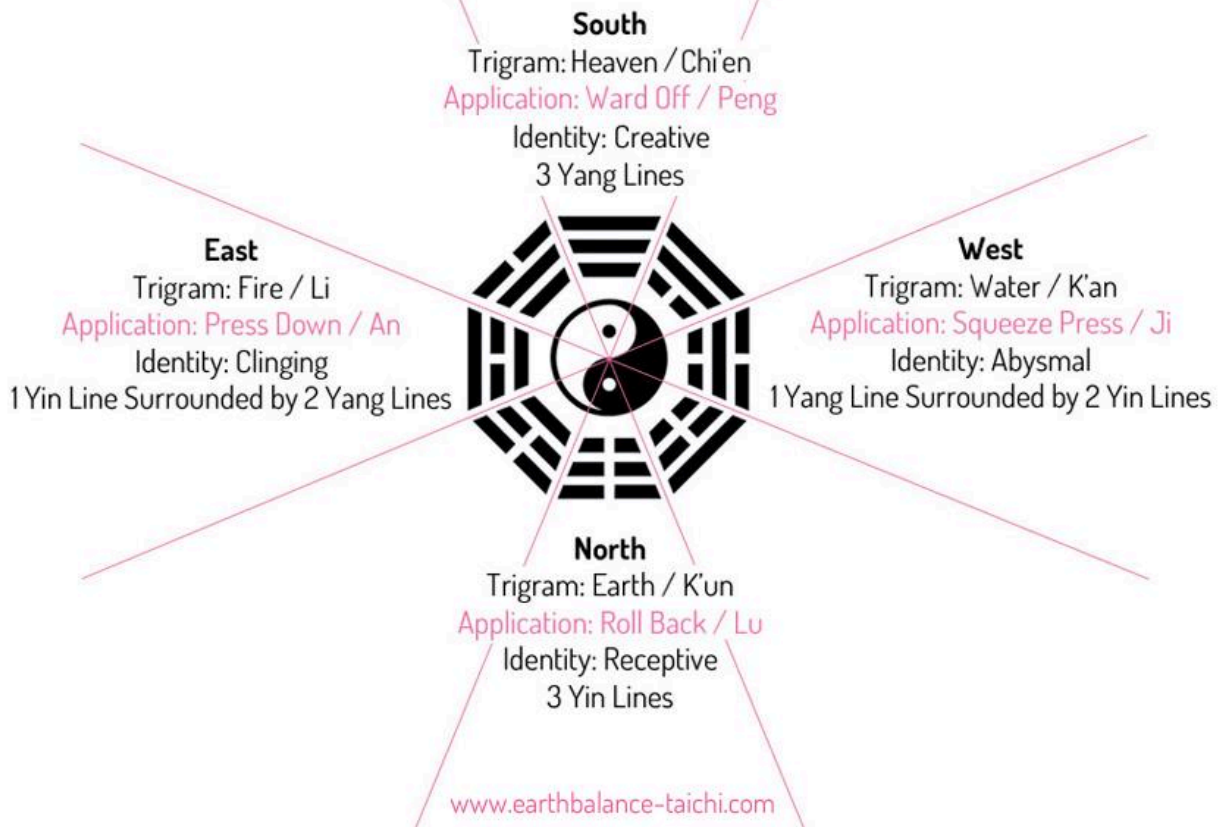 South
Trigram: Heaven / Chi'en
Application: Ward Off / Peng
Identity: Creative
3 Yang Lines
East
Trigram: Fire / Li
Application: Press Down / An
Identity: Clinging
1 Yin Line Surrounded by 2 Yang Lines
West
Trigram: Water / K'an
Application: Squeeze Press / Ji
Identity: Abysmal
1 Yang Line Surrounded by 2 Yin Lines
North
Trigram: Earth / K'un
Application: Roll Back / Lu
Identity: Receptive
3 Yin Lines
www.earthbalance-taichi.com